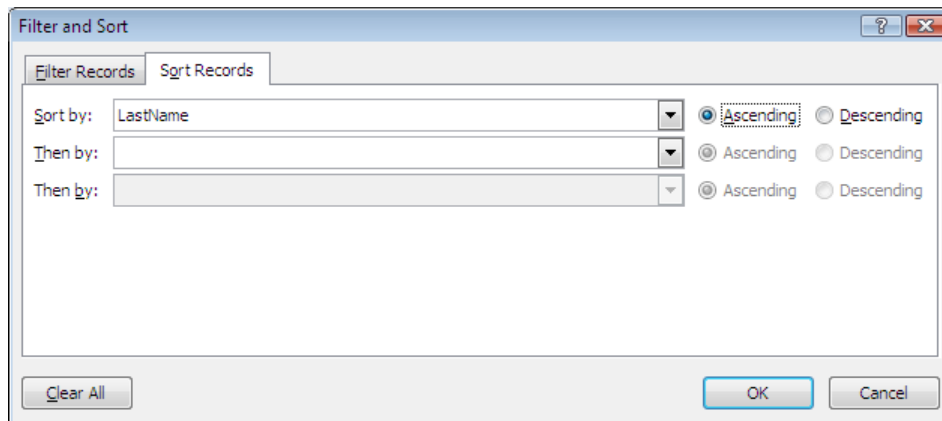 Filter and Sort
Filter Records Sort Records
Sort by: LastName Ascending Descending
Then by: Ascending Descending
Then by: Ascending Descending
Clear All OK Cancel